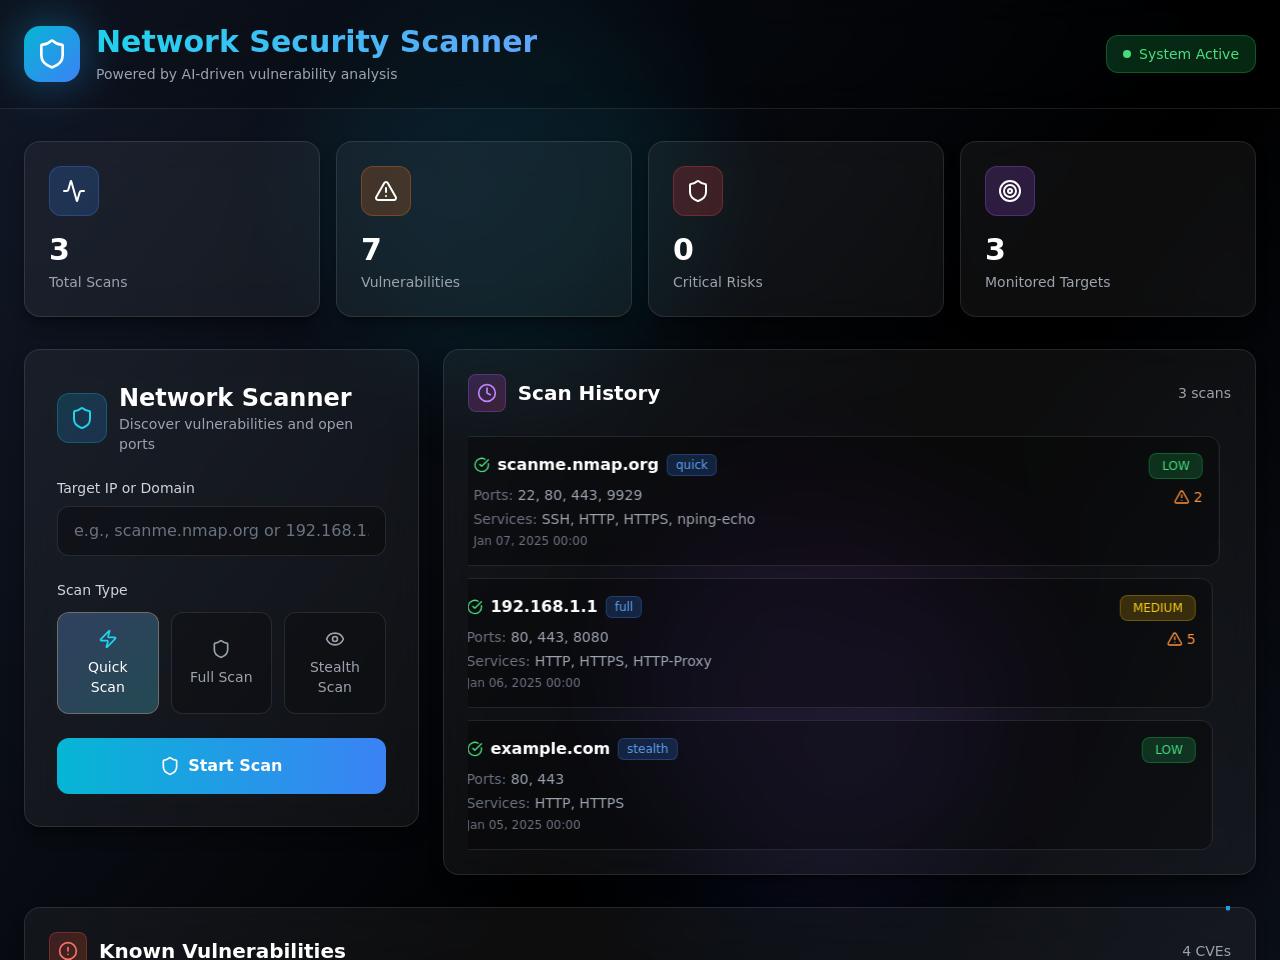 Network Security Scanner
Powered by AI-driven vulnerability analysis
System Active
3
Total Scans
7
Vulnerabilities
0
Critical Risks
3
Monitored Targets
Network Scanner
Discover vulnerabilities and open
ports
Target IP or Domain
e.g., scanme.nmap.org or 192.168.1.
Scan Type
Quick
Scan
Full Scan
Stealth
Scan
Start Scan
Scan History
3 scans
scanme.nmap.org quick
LOW
Ports: 22, 80, 443, 9929
2
Services: SSH, HTTP, HTTPS, nping-echo
Jan 07, 2025 00:00
192.168.1.1 full
MEDIUM
Ports: 80, 443, 8080
5
Services: HTTP, HTTPS, HTTP-Proxy
Jan 06, 2025 00:00
example.com stealth
LOW
Ports: 80, 443
Services: HTTP, HTTPS
Jan 05, 2025 00:00
Known Vulnerabilities
4 CVEs